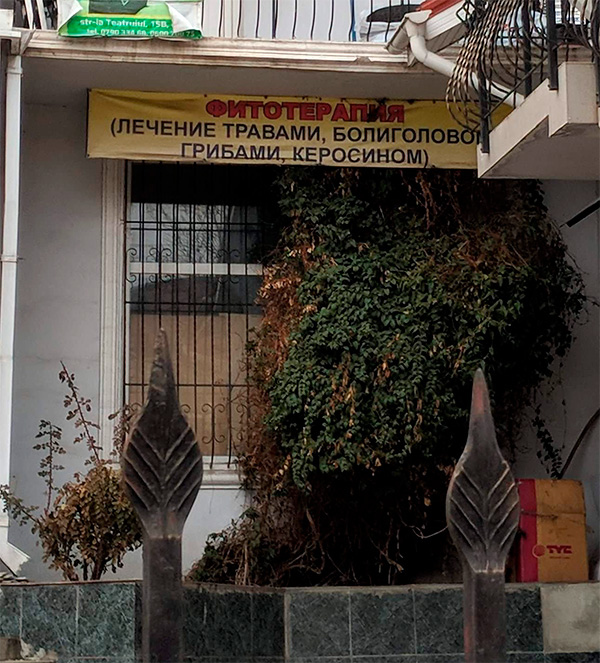 str-la Teatrului, 15B,
ФИТОТЕРАПИЯ
(ЛЕЧЕНИЕ ТРАВАМИ, БОЛИГОЛОВОМ
ГРИБАМИ, КЕРОСИНОМ)
TYC